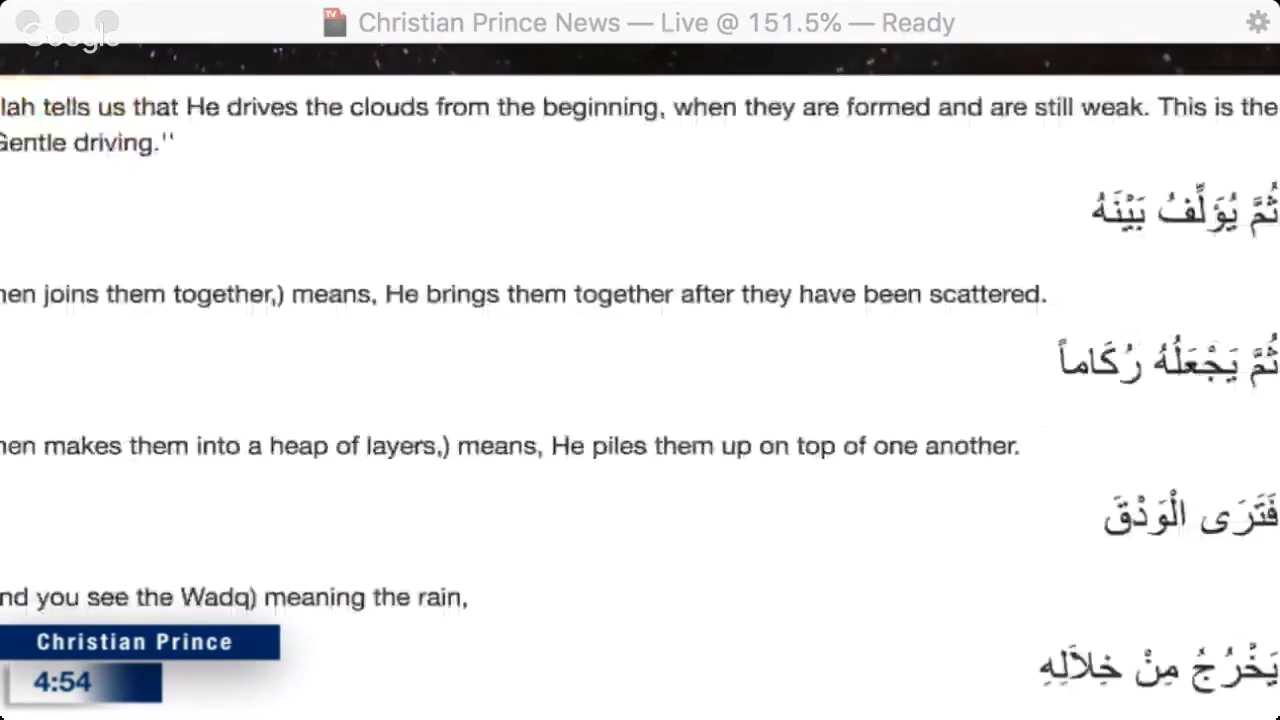 Christian Prince News — Live @ 151.5% — Ready
Google
lah tells us that He drives the clouds from the beginning, when they are formed and are still weak. This is the
Gentle driving."
ثُمَّ يُؤَلِّفُ بَيْنَهُ
hen joins them together,) means, He brings them together after they have been scattered.
ثُمَّ يَجْعَلُهُ رُكَاماً
hen makes them into a heap of layers,) means, He piles them up on top of one another.
فَتَرَى الْوَدْقَ
nd you see the Wadq) meaning the rain,
Christian Prince
4:54
يَخْرُجُ مِنْ خِلاَلِهِ